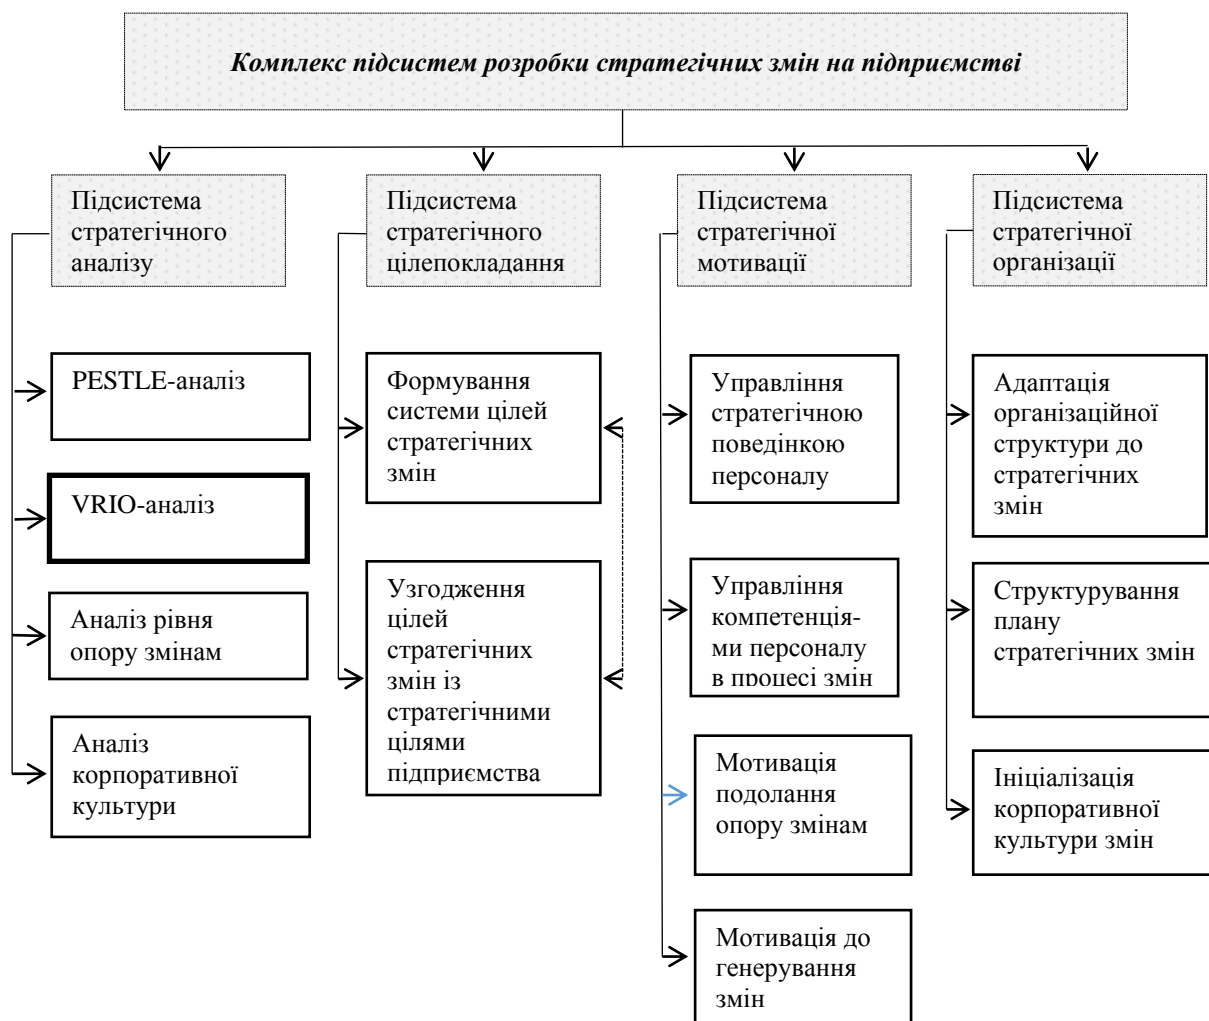 Комплекс підсистем розробки стратегічних змін на підприємстві
Підсистема
стратегічного
аналізу
PESTLE-аналіз
VRIO-аналіз
Аналіз рівня
опору змінам
Аналіз
корпоративної
культури
Підсистема
стратегічного
цілепокладання
Формування
системи цілей
стратегічних
змін
Узгодження
цілей
стратегічних
змін із
стратегічними
цілями
підприємства
Підсистема
стратегічної
мотивації
Управління
стратегічною
поведінкою
персоналу
Управління
компетенція-
ми персоналу
в процесі змін
Мотивація
подолання
опору змінам
Мотивація до
генерування
змін
Підсистема
стратегічної
організації
Адаптація
організаційної
структури до
стратегічних
змін
Структурування
плану
стратегічних змін
Ініціалізація
корпоративної
культури змін